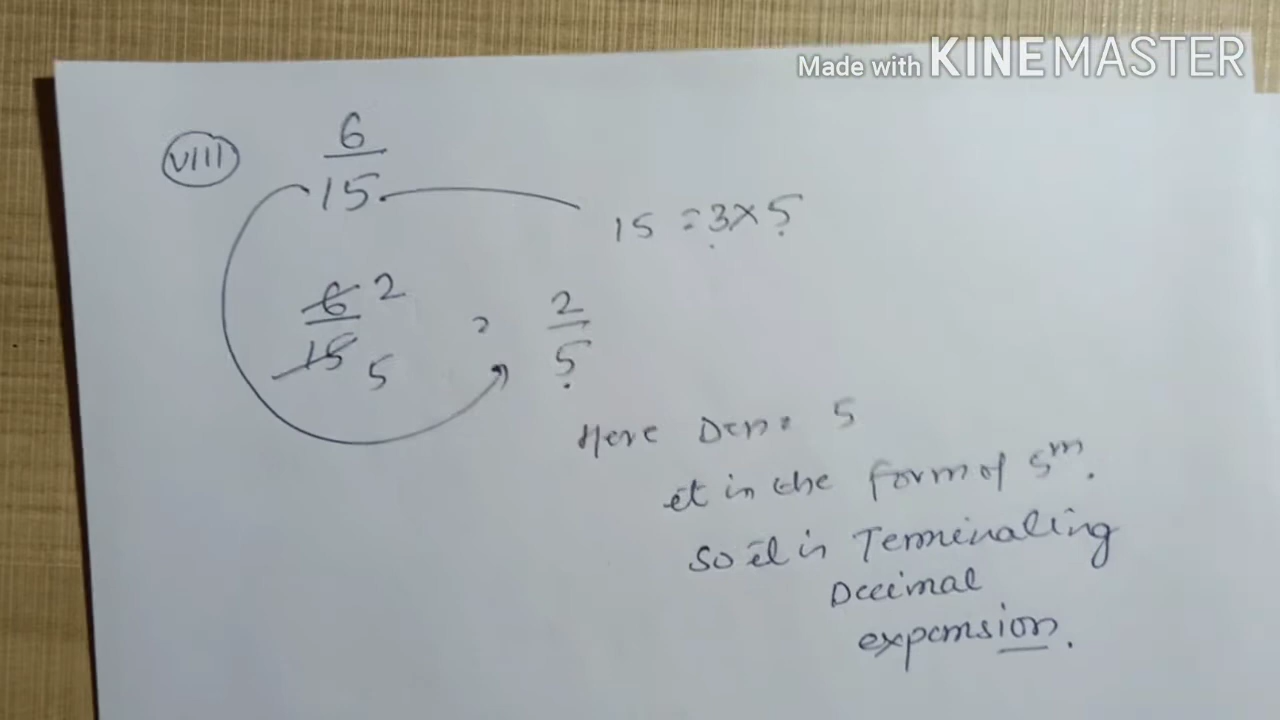 Made with KINEMASTER
VIII 6/15
15 = 3 × 5
6/15 2 5 = 2/5
Here Den: 5
it in the form of 5^m.
so it is Terminating
Decimal
expansion.